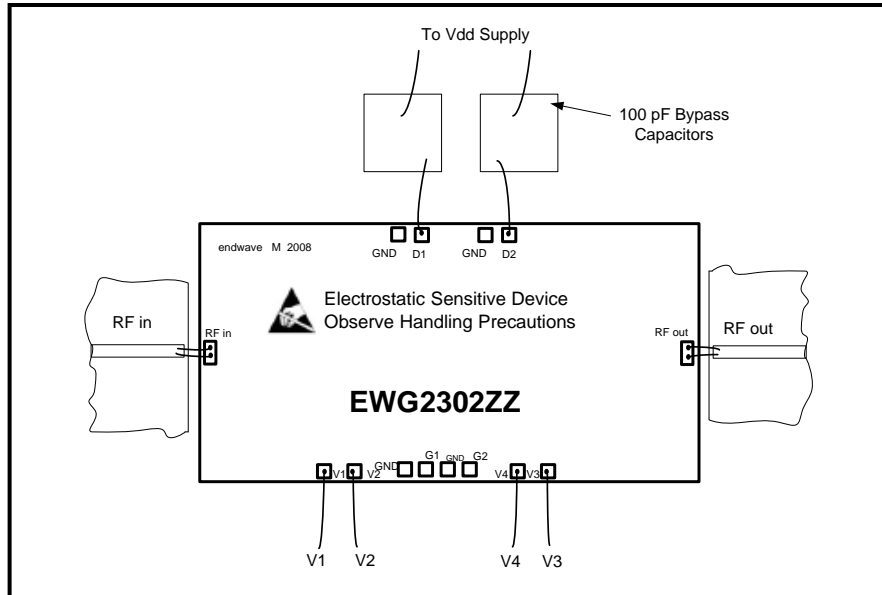 To Vdd Supply
100 pF Bypass
Capacitors
endwave M 2008
GND D1 GND D2
Electrostatic Sensitive Device
Observe Handling Precautions
RF in
RF in
RF out
RF out
EWG2302ZZ
V1 V2 GND G1 GND G2 V4 V3
V1 V2 V4 V3